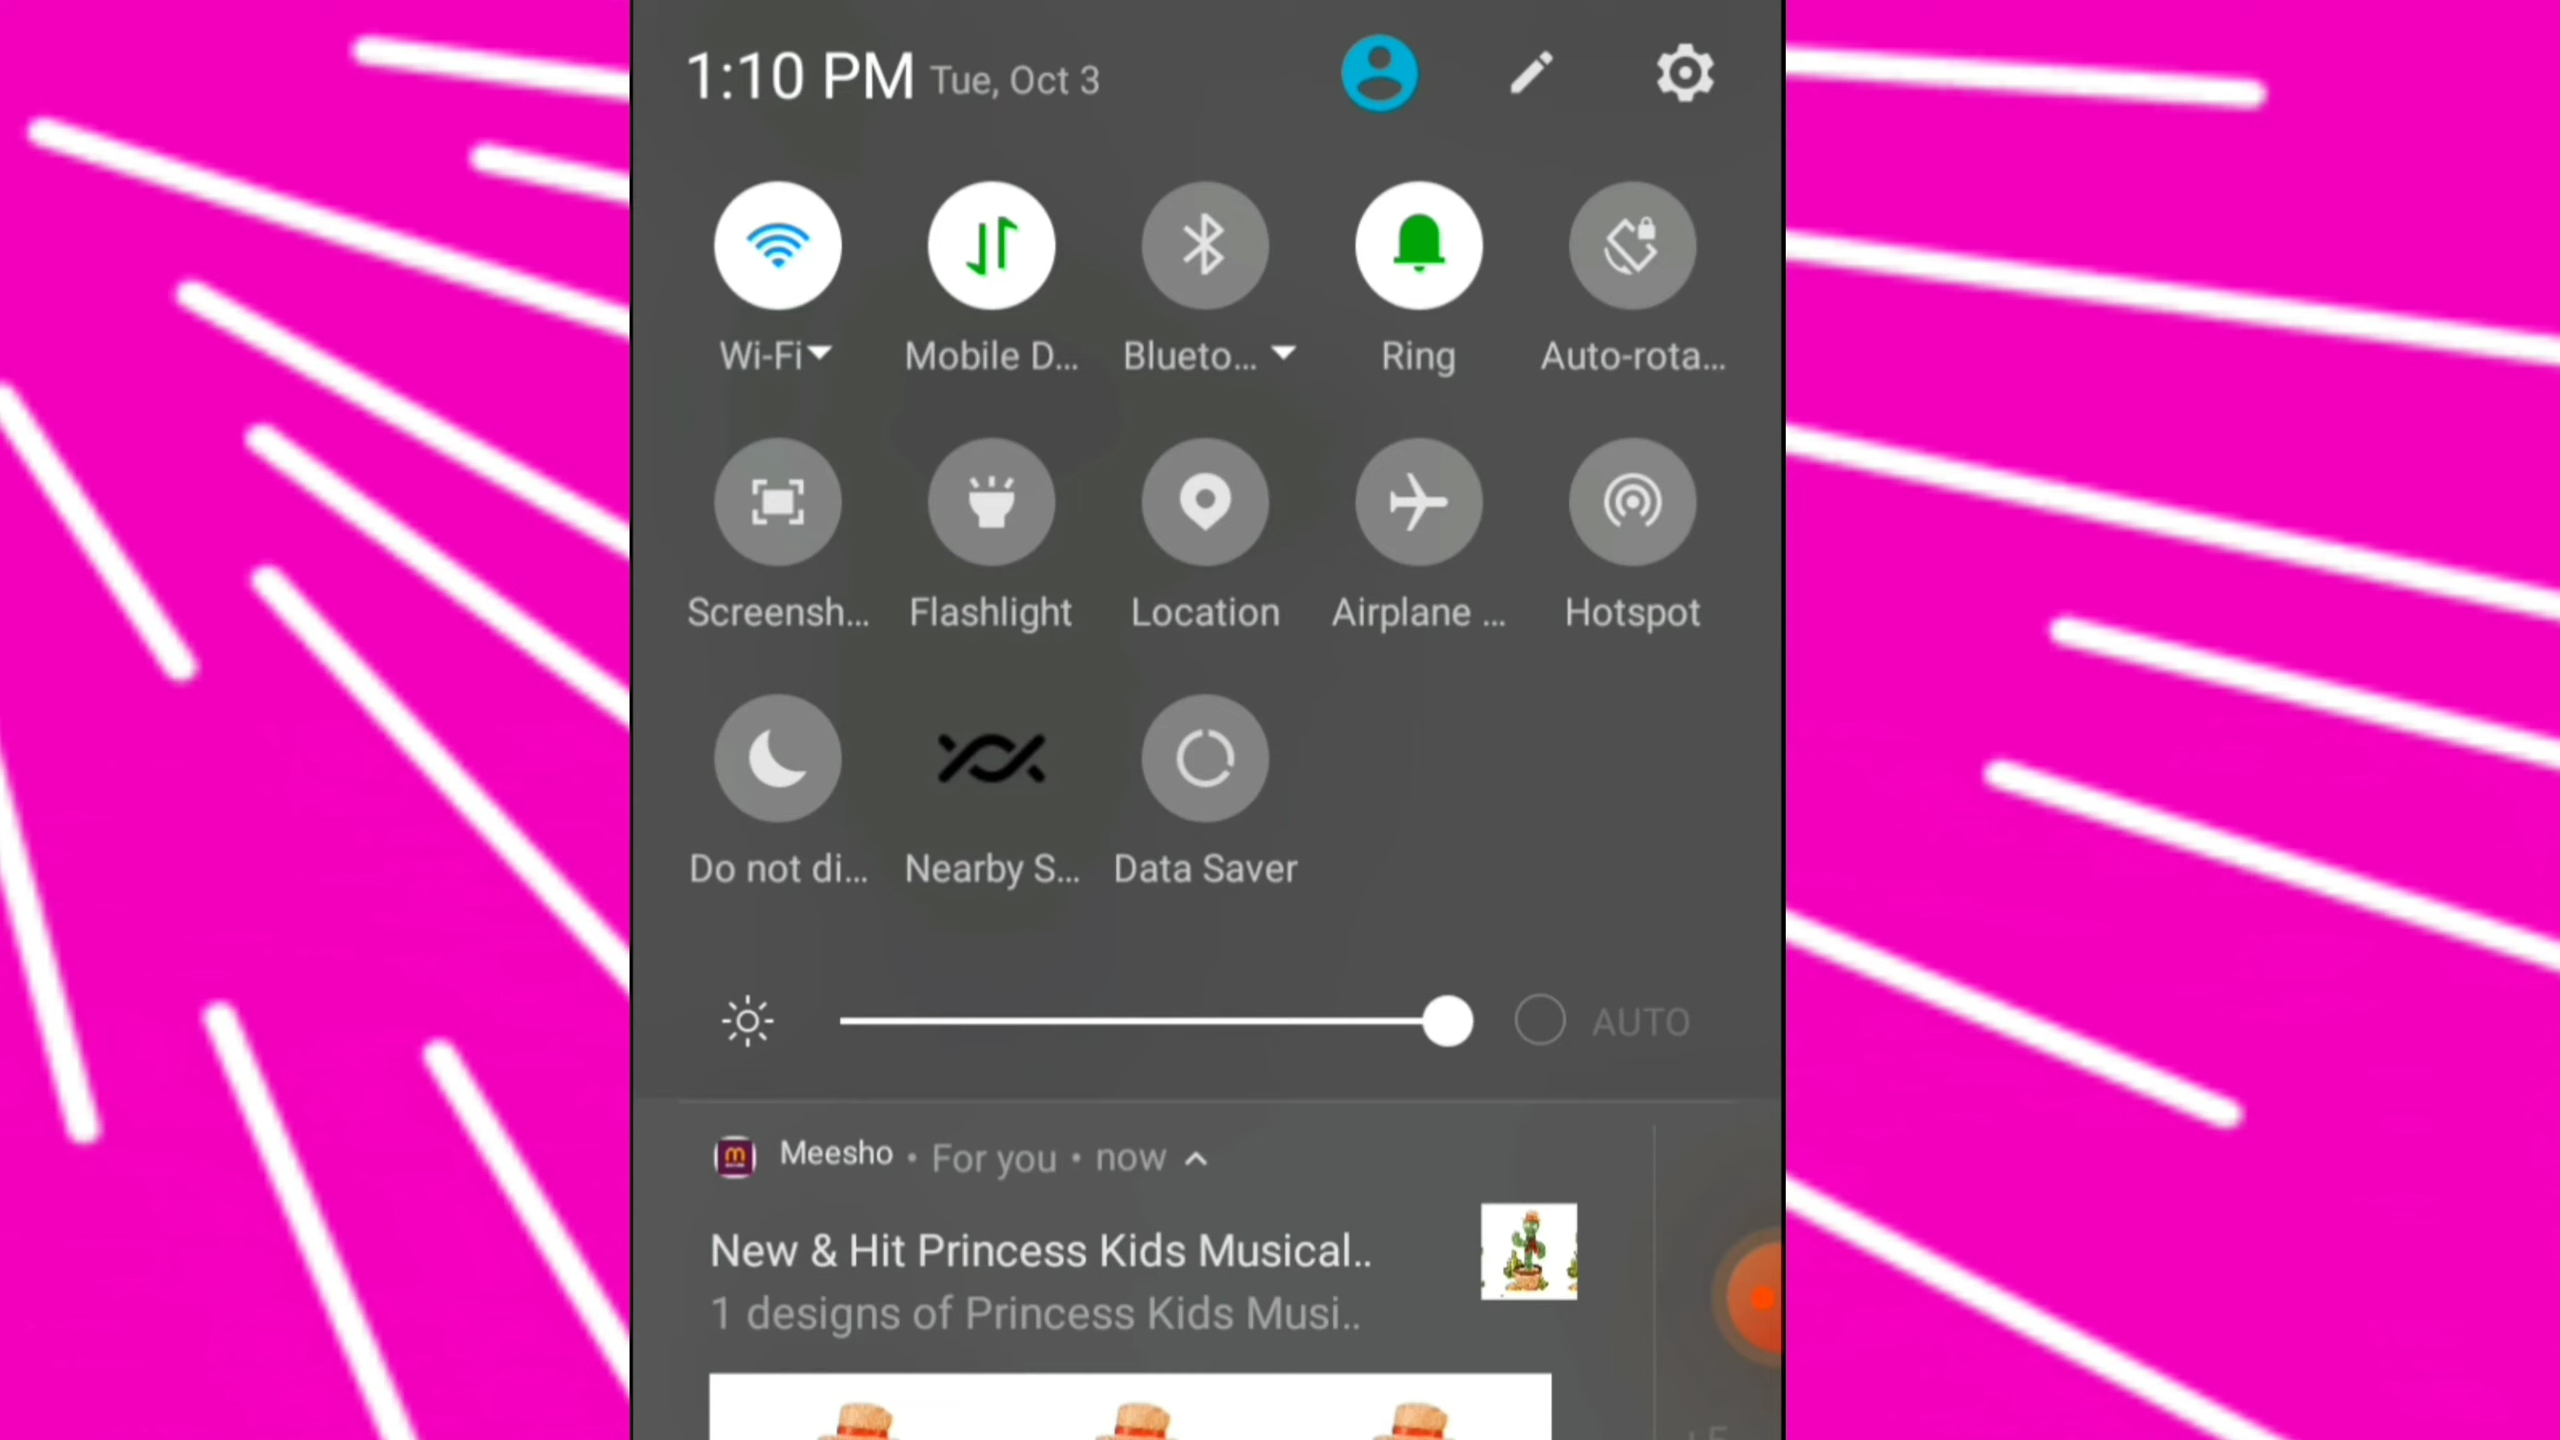 1:10 PM Tue, Oct 3
Wi-Fi Mobile D... Blueto... Ring Auto-rota...
Screensh... Flashlight Location Airplane ... Hotspot
Do not di... Nearby S... Data Saver
AUTO
Meesho • For you • now
New & Hit Princess Kids Musical..
1 designs of Princess Kids Musi..